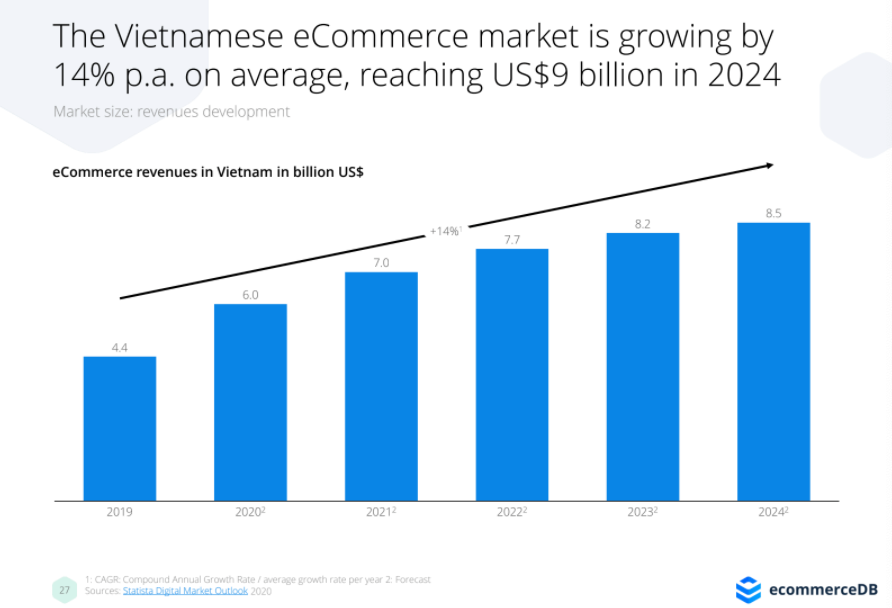 The Vietnamese eCommerce market is growing by
14% p.a. on average, reaching US$9 billion in 2024
Market size: revenues development
eCommerce revenues in Vietnam in billion US$
+14%¹
4.4
6.0
7.0
7.7
8.2
8.5
2019
2020²
2021²
2022²
2023²
2024²
27
1: CAGR: Compound Annual Growth Rate / average growth rate per year 2: Forecast
Sources: Statista Digital Market Outlook 2020
ecommerceDB